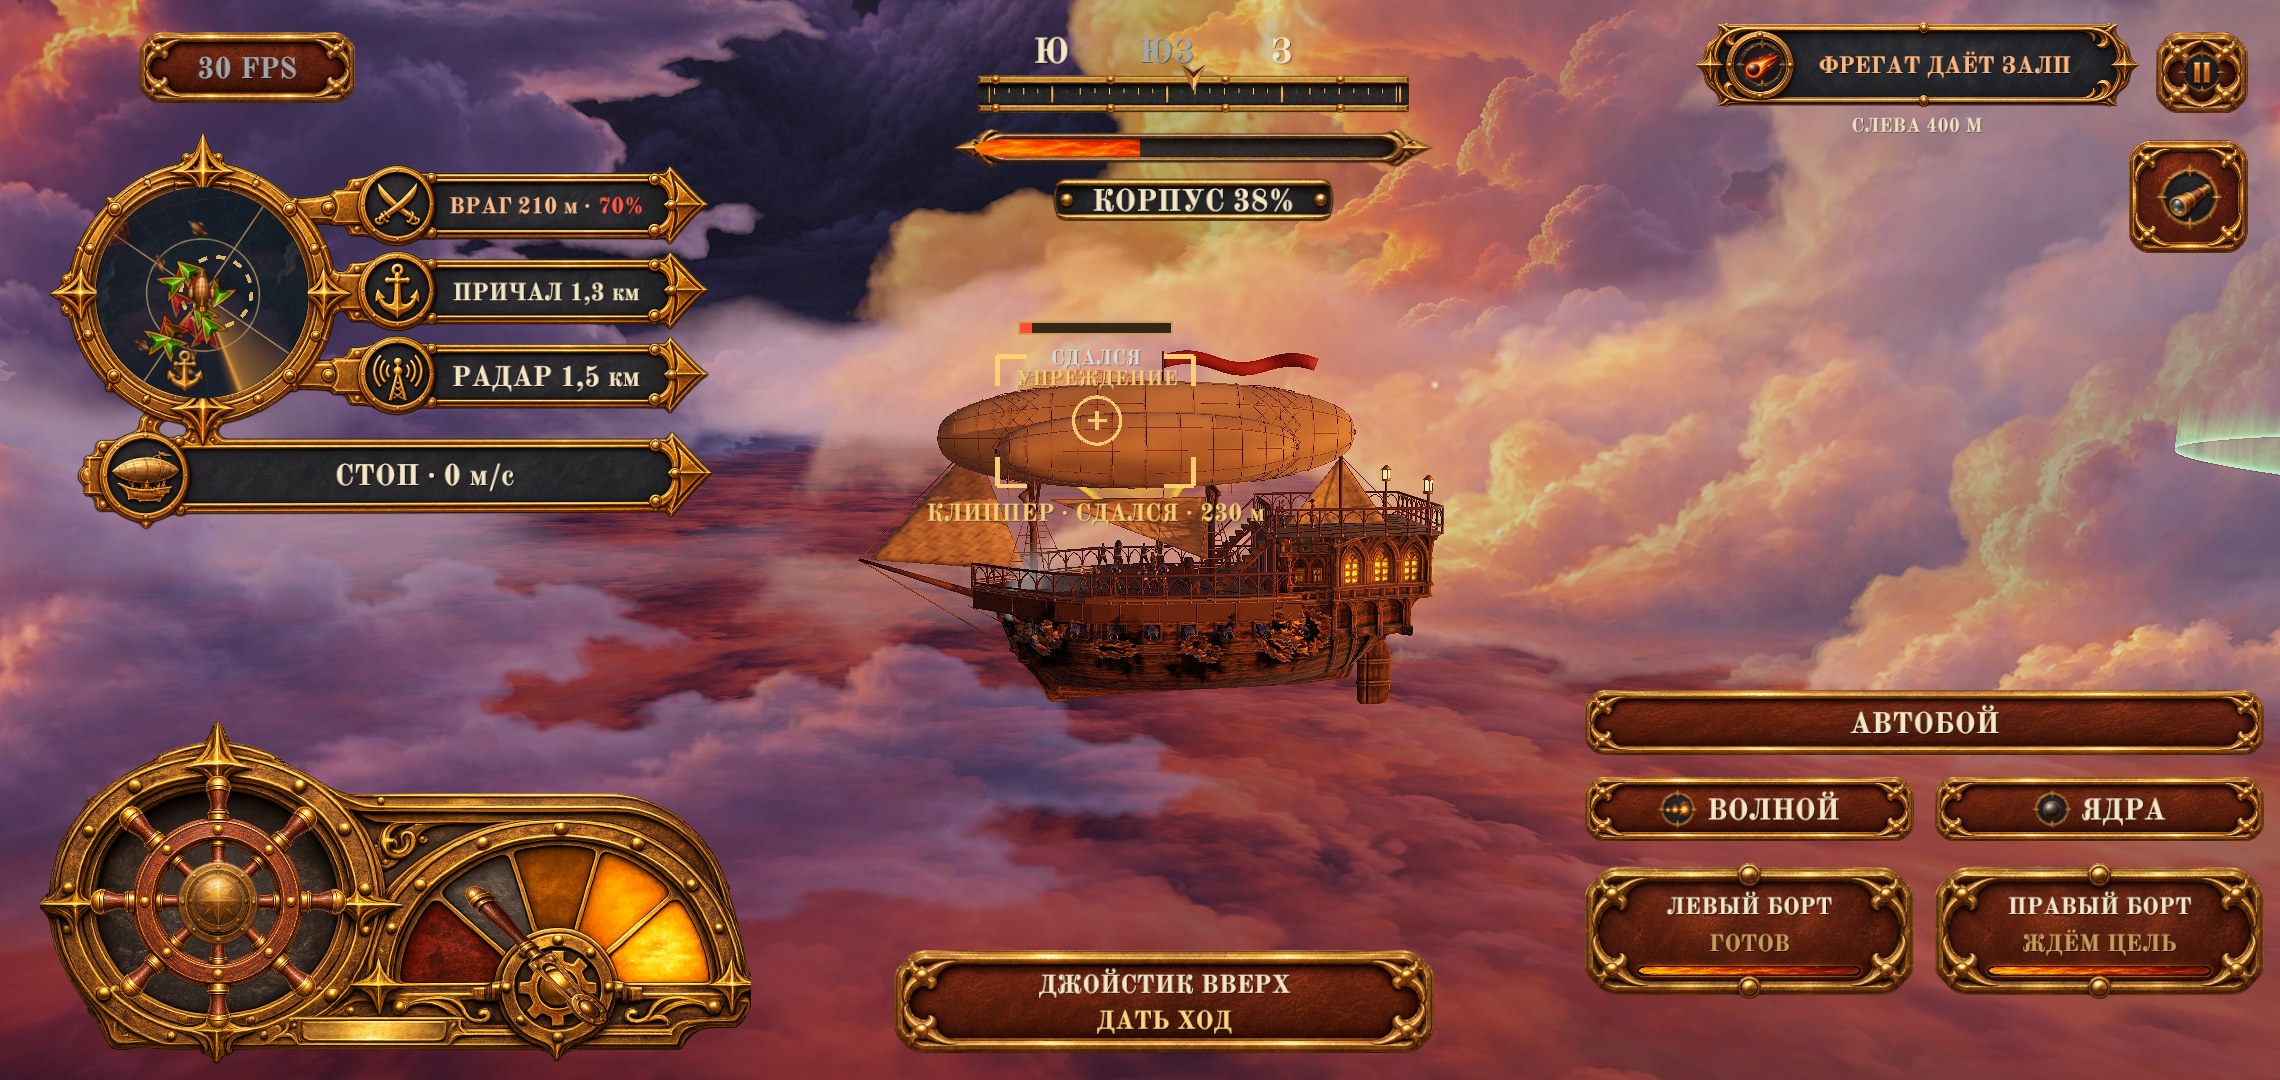 30 FPS
Ю ЮЗ З
ФРЕГАТ ДАЁТ ЗАЛП
СЛЕВА 400 М
КОРПУС 38%
ВРАГ 210 м · 70%
ПРИЧАЛ 1,3 км
РАДАР 1,5 км
СТОП · 0 м/с
СДАЛСЯ
УПРЕЖДЕНИЕ
КЛИППЕР · СДАЛСЯ · 230 м
АВТОБОЙ
ВОЛНОЙ
ЯДРА
ЛЕВЫЙ БОРТ
ГОТОВ
ПРАВЫЙ БОРТ
ЖДЁМ ЦЕЛЬ
ДЖОЙСТИК ВВЕРХ
ДАТЬ ХОД